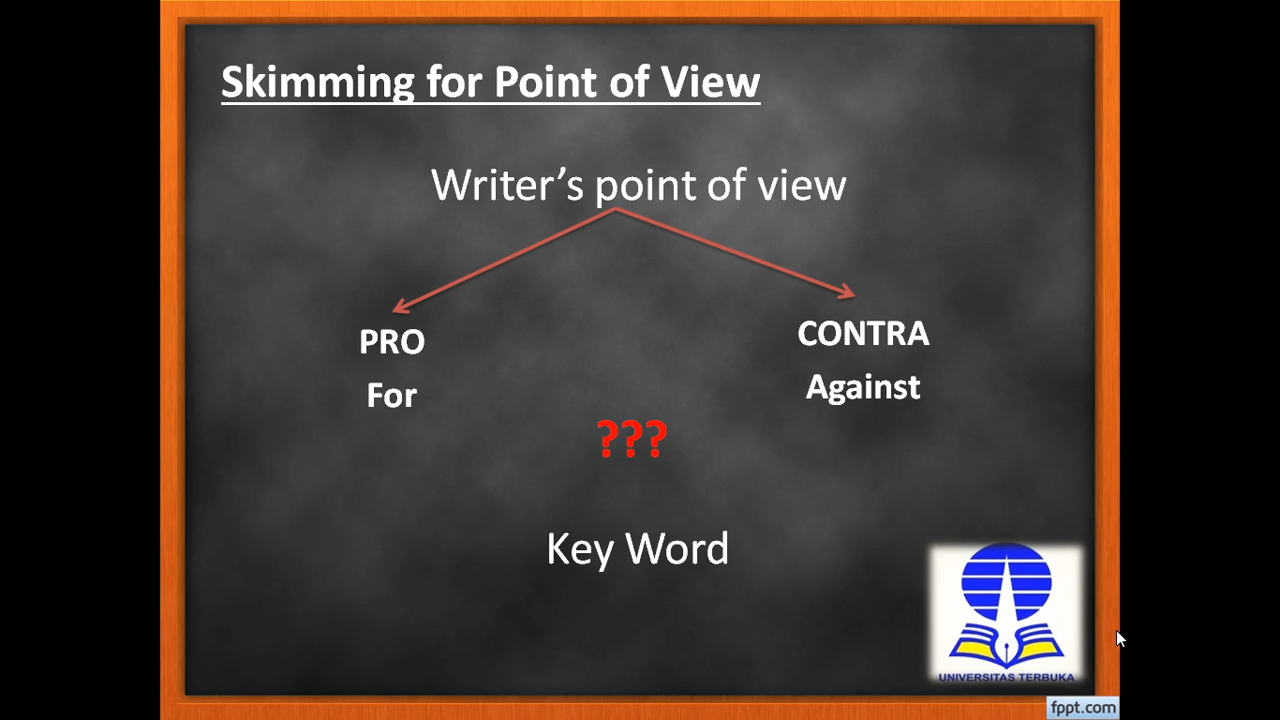 Skimming for Point of View
Writer’s point of view
PRO
For
CONTRA
Against
???
Key Word
UNIVERSITAS TERBUKA
fppt.com